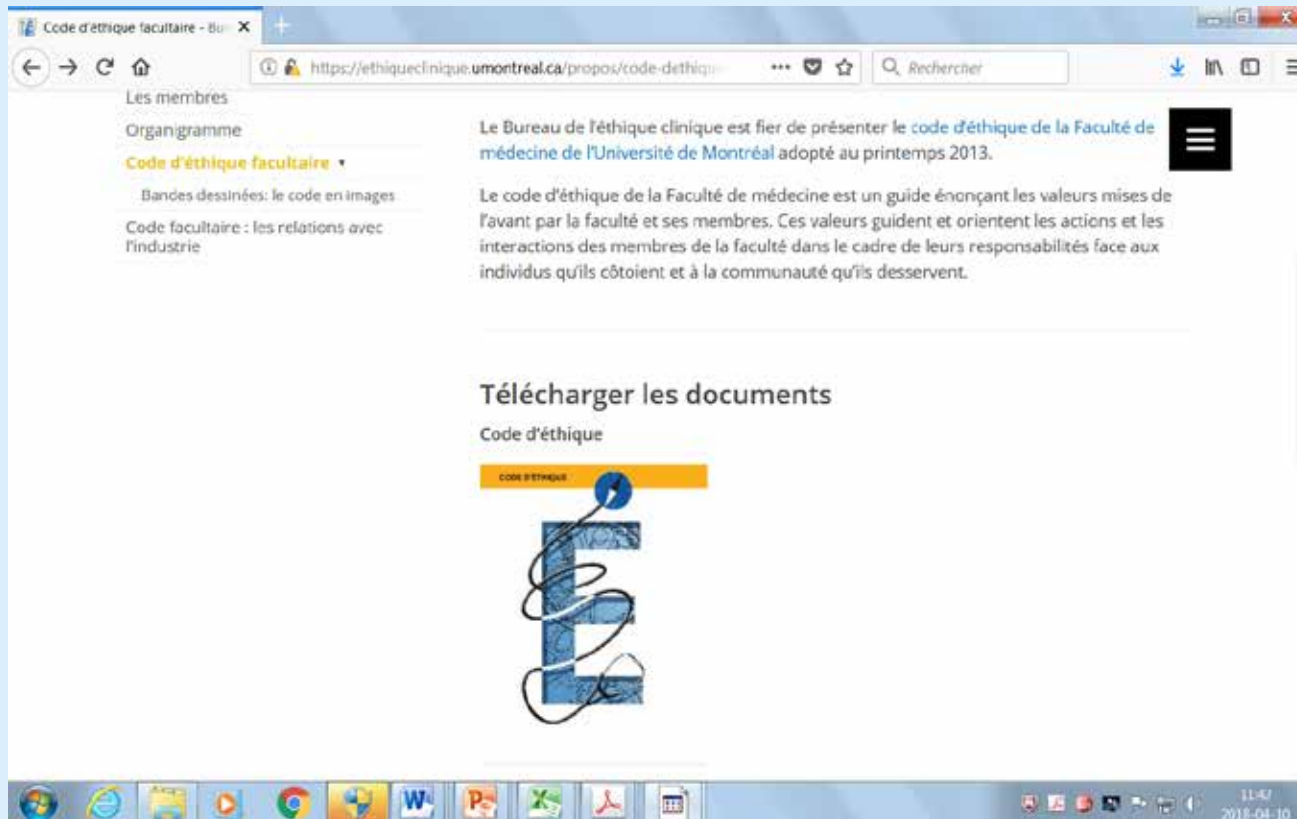 Code d'éthique facultaire - Bu
https://ethiqueclinique.umontreal.ca/propos/code-dethiqu
Rechercher
Les membres
Organigramme
Code d'éthique facultaire
Bandes dessinées: le code en images
Code facultaire : les relations avec
l'industrie
Le Bureau de l'éthique clinique est fier de présenter le code d'éthique de la Faculté de
médecine de l'Université de Montréal adopté au printemps 2013.
Le code d'éthique de la Faculté de médecine est un guide énonçant les valeurs mises de
l'avant par la faculté et ses membres. Ces valeurs guident et orientent les actions et les
interactions des membres de la faculté dans le cadre de leurs responsabilités face aux
individus qu'ils côtoient et à la communauté qu'ils desservent.
Télécharger les documents
Code d'éthique
CODE D'ÉTHIQUE
É
11:47
2018-04-10